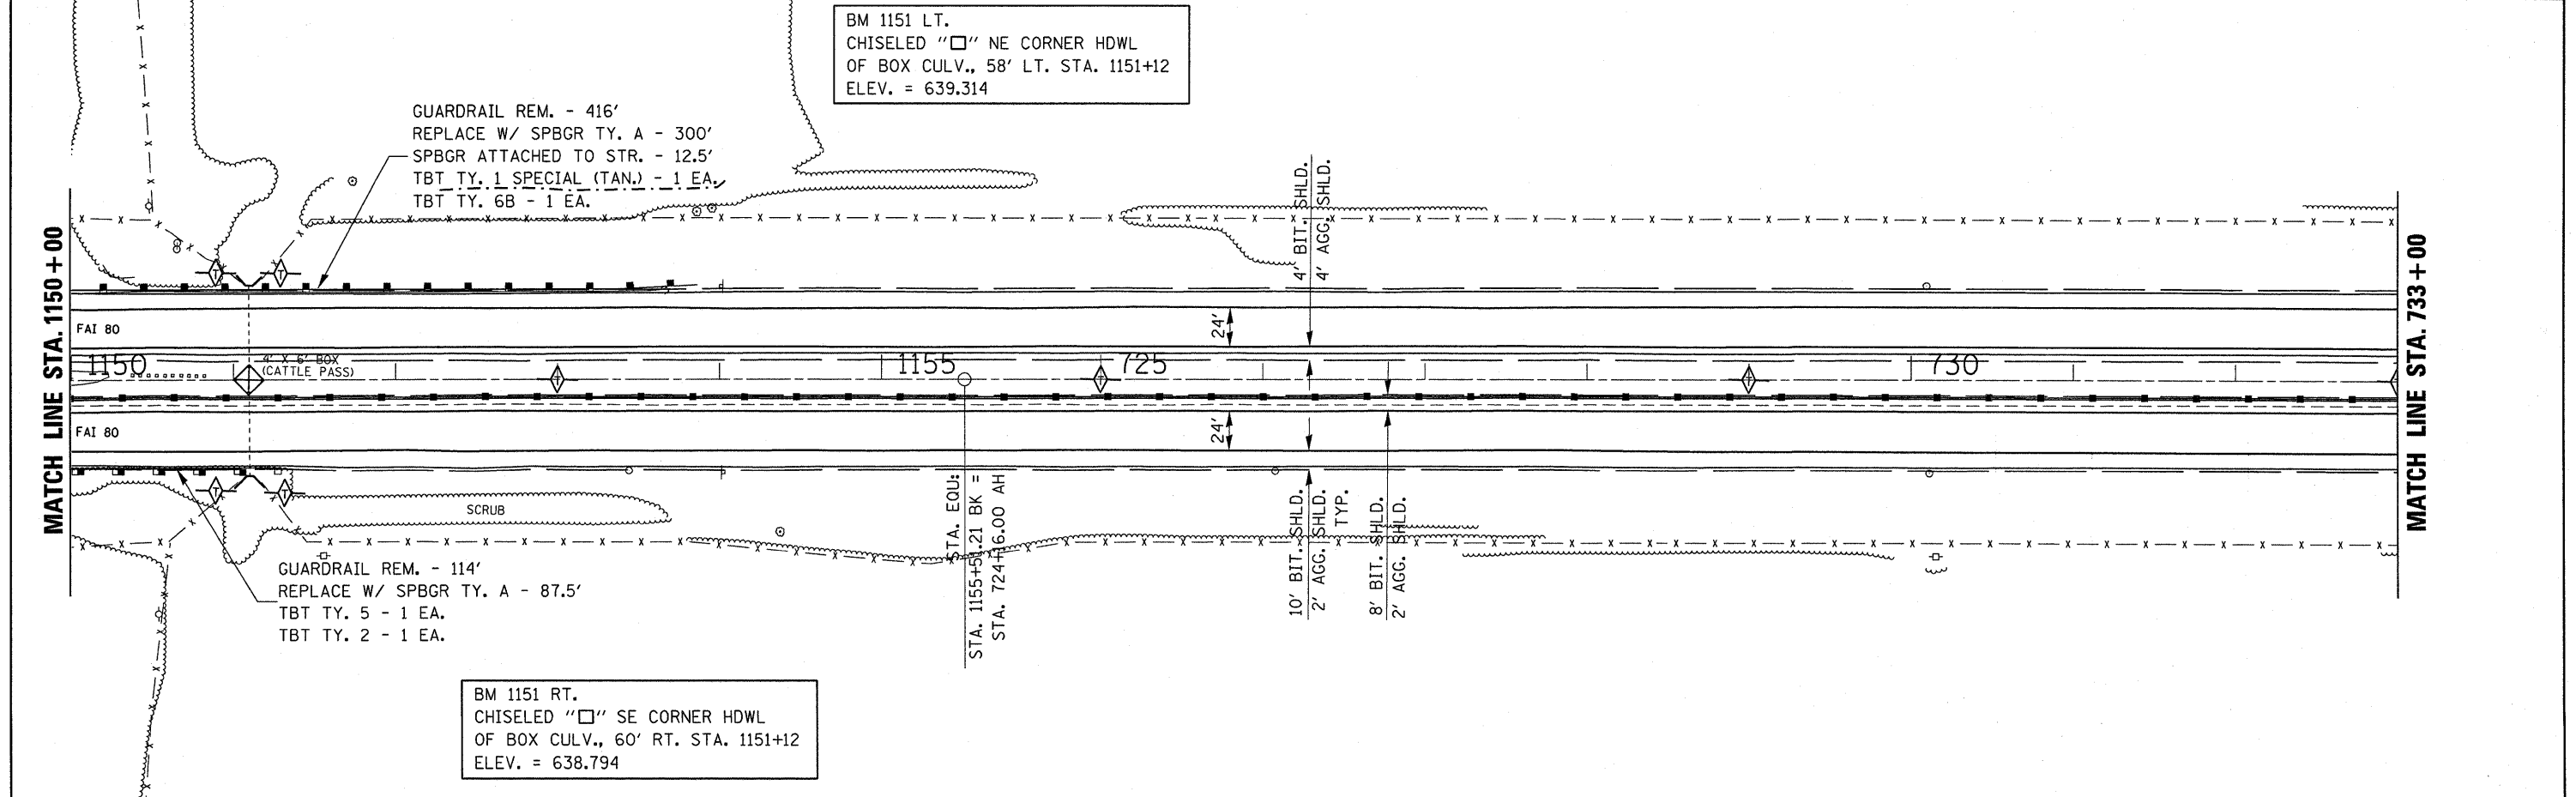 BM 1151 LT.
CHISELED "□" NE CORNER HDWL
OF BOX CULV., 58' LT. STA. 1151+12
ELEV. = 639.314
GUARDRAIL REM. - 416'
REPLACE W/ SPBGR TY. A - 300'
SPBGR ATTACHED TO STR. - 12.5'
TBT TY. 1 SPECIAL (TAN.) - 1 EA.
TBT TY. 6B - 1 EA.
4' BIT. SHLD.
4' AGG. SHLD.
MATCH LINE STA. 1150+00
MATCH LINE STA. 733+00
FAI 80
24'
1150
4' X 6' BOX
(CATTLE PASS)
1155
725
730
FAI 80
24'
SCRUB
STA. EQU:
STA. 724+16.00 AH
10' BIT. SHLD.
2' AGG. SHLD.
TYP.
8' BIT. SHLD.
2' AGG. SHLD.
GUARDRAIL REM. - 114'
REPLACE W/ SPBGR TY. A - 87.5'
TBT TY. 5 - 1 EA.
TBT TY. 2 - 1 EA.
BM 1151 RT.
CHISELED "□" SE CORNER HDWL
OF BOX CULV., 60' RT. STA. 1151+12
ELEV. = 638.794